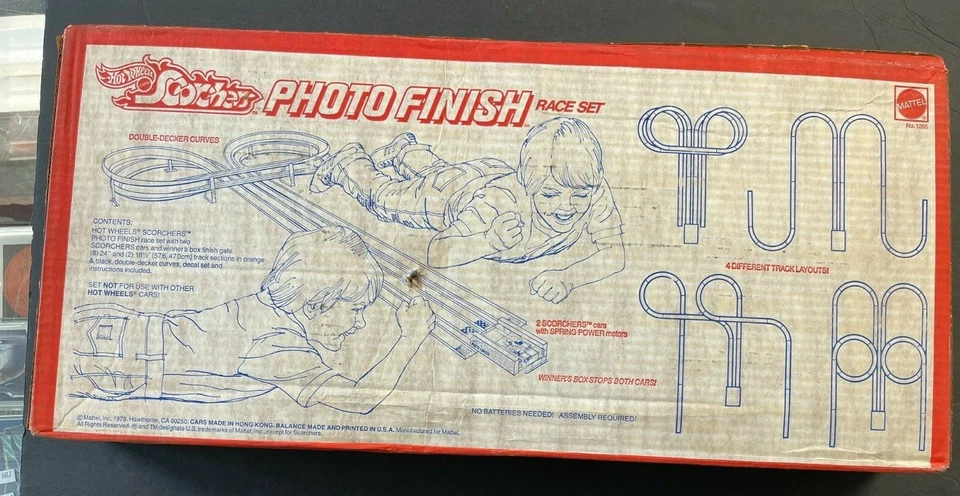 HOT WHEELS
Scorchers™ PHOTO FINISH™ RACE SET
MATTEL
No. 1285
DOUBLE-DECKER CURVES
CONTENTS:
HOT WHEELS® SCORCHERS™
PHOTO FINISH race set with two
SCORCHERS cars and winner's box finish gate.
(8) 24" and (2) 18½" (57.6, 47.0cm) track sections in orange
& black, double-decker curves, decal set and
instructions included.
SET NOT FOR USE WITH OTHER
HOT WHEELS® CARS!
4 DIFFERENT TRACK LAYOUTS!
2 SCORCHERS™ cars
with SPRING POWER motors
WINNER'S BOX STOPS BOTH CARS!
NO BATTERIES NEEDED! ASSEMBLY REQUIRED!
©Mattel, Inc. 1979. Hawthorne, CA 90250. CARS MADE IN HONG KONG. BALANCE MADE AND PRINTED IN U.S.A. Manufactured for Mattel.
All Rights Reserved. ® and TM designate U.S. trademarks of Mattel, Inc., except for Scorchers.